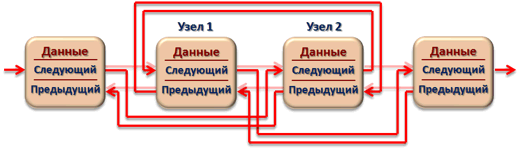 Узел 1
Узел 2
Данные
Следующий
Предыдущий
Данные
Следующий
Предыдущий
Данные
Следующий
Предыдущий
Данные
Следующий
Предыдущий